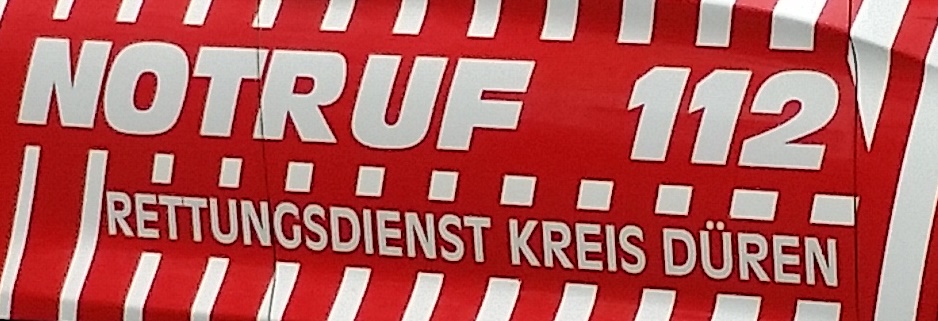 NOTRUF 112
RETTUNGSDIENST KREIS DÜREN